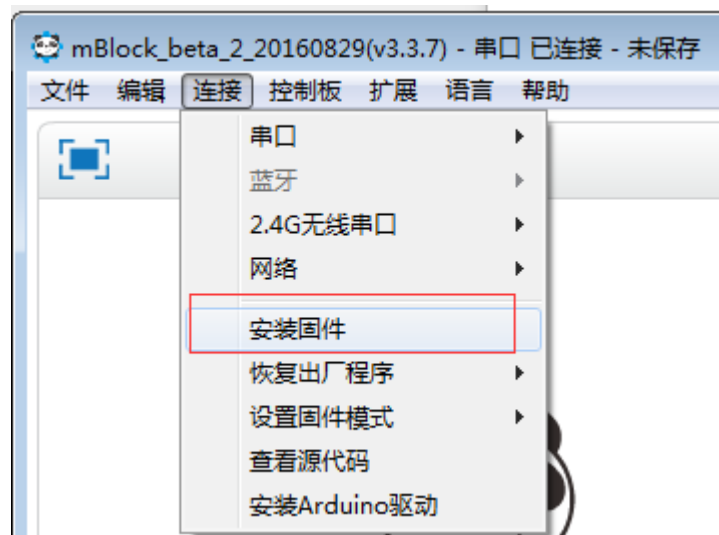 mBlock_beta_2_20160829(v3.3.7) - 串口 已连接 - 未保存
文件 编辑 连接 控制板 扩展 语言 帮助
串口
蓝牙
2.4G无线串口
网络
安装固件
恢复出厂程序
设置固件模式
查看源代码
安装Arduino驱动